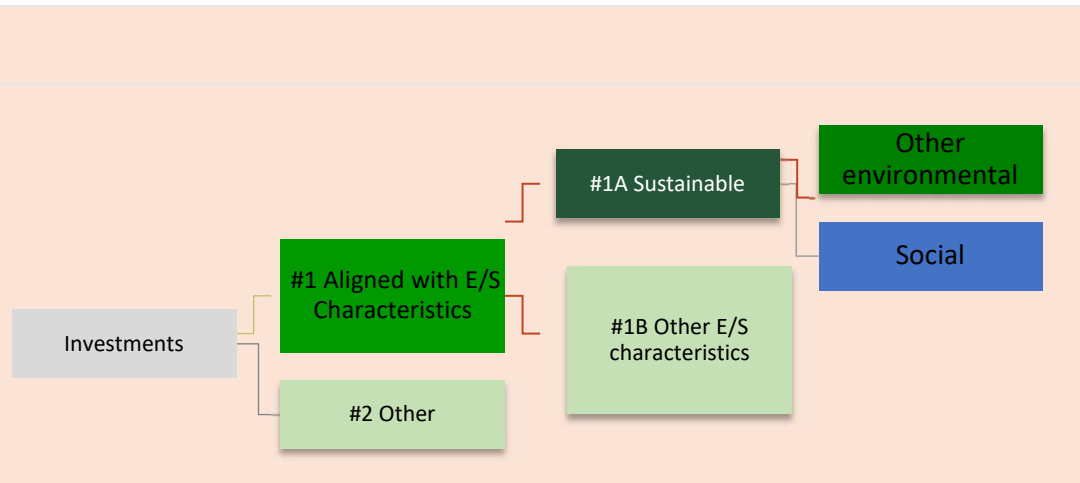 Investments
#1 Aligned with E/S
Characteristics
#2 Other
#1A Sustainable
#1B Other E/S
characteristics
Other
environmental
Social